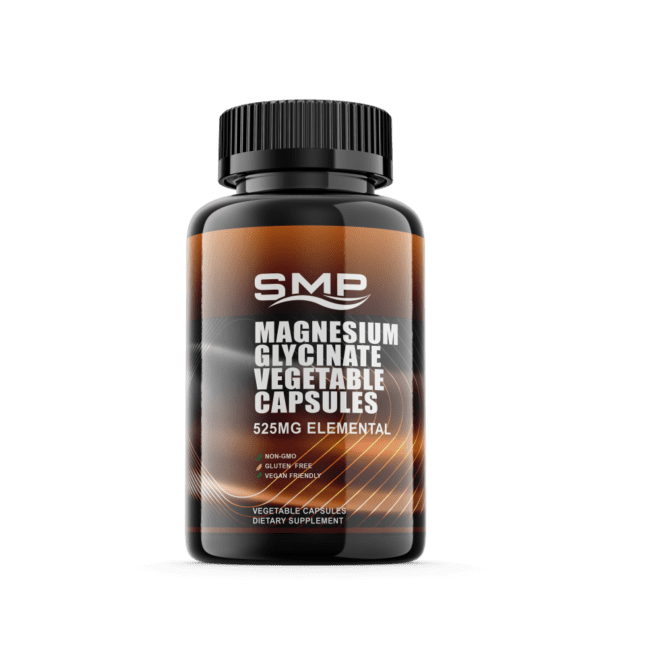 SMP
MAGNESIUM
GLYCINATE
VEGETABLE
CAPSULES
525MG ELEMENTAL
NON-GMO
GLUTEN FREE
VEGAN FRIENDLY
VEGETABLE CAPSULES
DIETARY SUPPLEMENT